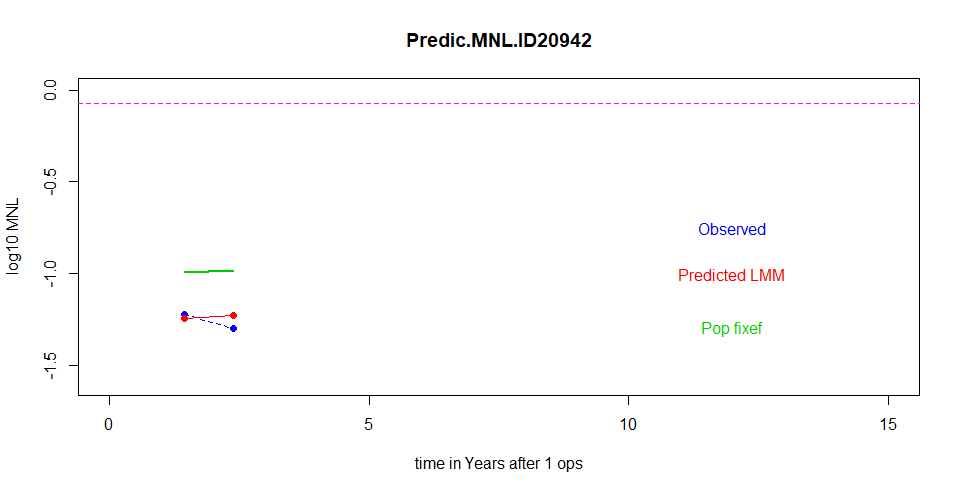 Predic.MNL.ID20942
0.0
-0.5
-1.0
-1.5
log10 MNL
Observed
Predicted LMM
Pop fixef
0 5 10 15
time in Years after 1 ops